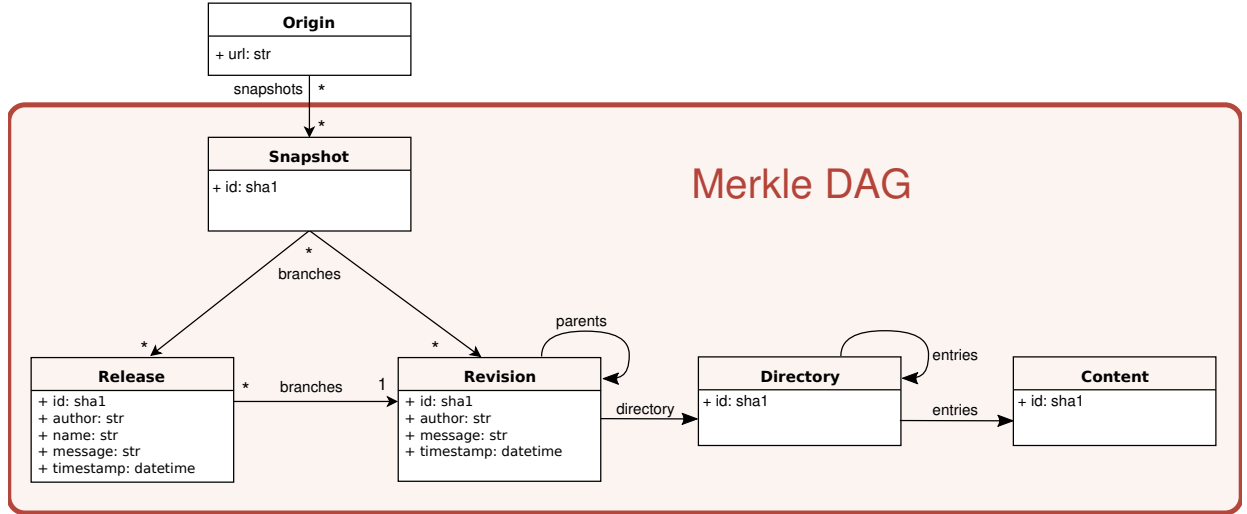 Origin
+ url: str
snapshots *
*
Snapshot
+ id: sha1
Merkle DAG
*
branches
* *
parents
Release
+ id: sha1
+ author: str
+ name: str
+ message: str
+ timestamp: datetime
* branches 1
Revision
+ id: sha1
+ author: str
+ message: str
+ timestamp: datetime
directory
Directory
+ id: sha1
entries
entries
Content
+ id: sha1